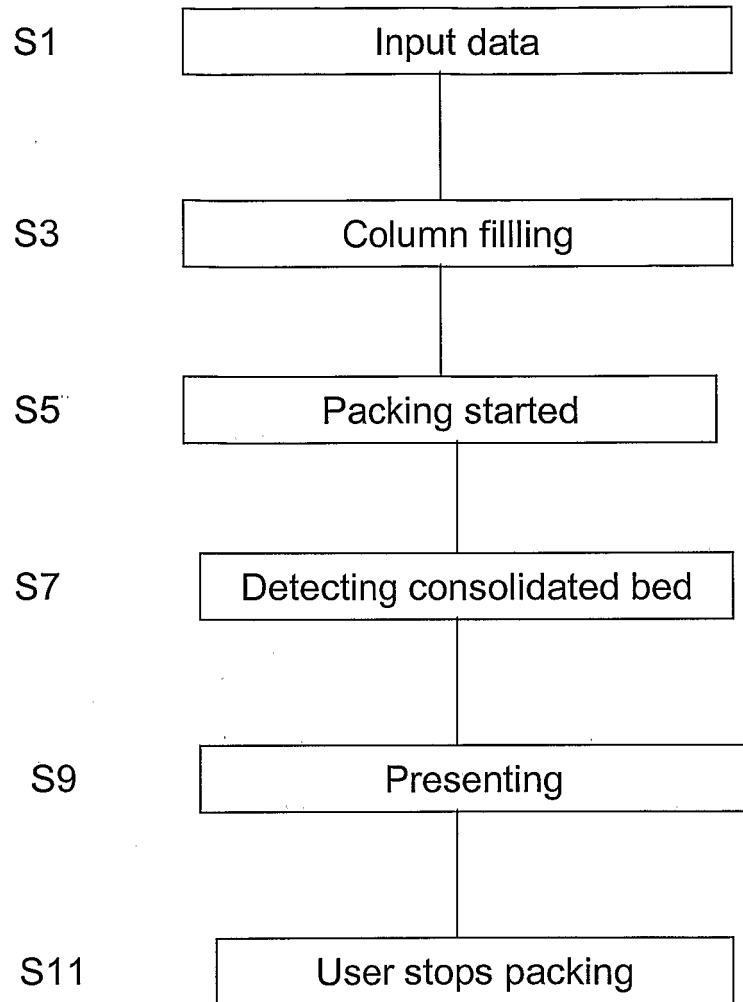 S1 Input data
S3 Column fillling
S5 Packing started
S7 Detecting consolidated bed
S9 Presenting
S11 User stops packing